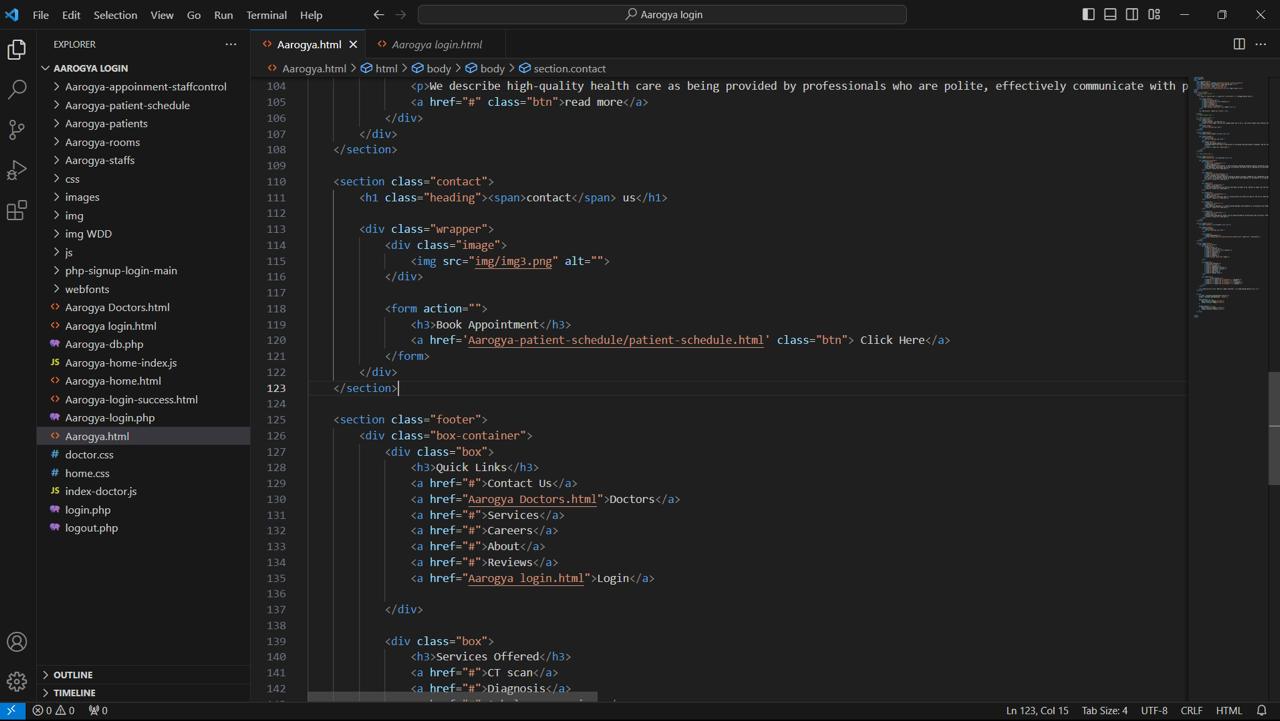 File Edit Selection View Go Run Terminal Help
Aarogya login
EXPLORER
AAROGYA LOGIN
Aarogya-appoinment-staffcontrol
Aarogya-patient-schedule
Aarogya-patients
Aarogya-rooms
Aarogya-staffs
css
images
img
img WDD
js
php-signup-login-main
webfonts
Aarogya Doctors.html
Aarogya login.html
Aarogya-db.php
JS Aarogya-home-index.js
Aarogya-home.html
Aarogya-login-success.html
Aarogya-login.php
Aarogya.html
# doctor.css
# home.css
JS index-doctor.js
login.php
logout.php
OUTLINE
TIMELINE
Aarogya.html Aarogya login.html
Aarogya.html > html > body > body > section.contact
104 <p>We describe high-quality health care as being provided by professionals who are polite, effectively communicate with p
105 <a href="#" class="btn">read more</a>
106 </div>
107 </div>
108 </section>
109
110 <section class="contact">
111 <h1 class="heading"><span>contact</span> us</h1>
112
113 <div class="wrapper">
114 <div class="image">
115 <img src="img/img3.png" alt="">
116 </div>
117
118 <form action="">
119 <h3>Book Appointment</h3>
120 <a href='Aarogya-patient-schedule/patient-schedule.html' class="btn"> Click Here</a>
121 </form>
122 </div>
123 </section>
124
125 <section class="footer">
126 <div class="box-container">
127 <div class="box">
128 <h3>Quick Links</h3>
129 <a href="#">Contact Us</a>
130 <a href="Aarogya Doctors.html">Doctors</a>
131 <a href="#">Services</a>
132 <a href="#">Careers</a>
133 <a href="#">About</a>
134 <a href="#">Reviews</a>
135 <a href="Aarogya login.html">Login</a>
136
137 </div>
138
139 <div class="box">
140 <h3>Services Offered</h3>
141 <a href="#">CT scan</a>
142 <a href="#">Diagnosis</a>
0 0 0 Ln 123, Col 15 Tab Size: 4 UTF-8 CRLF HTML